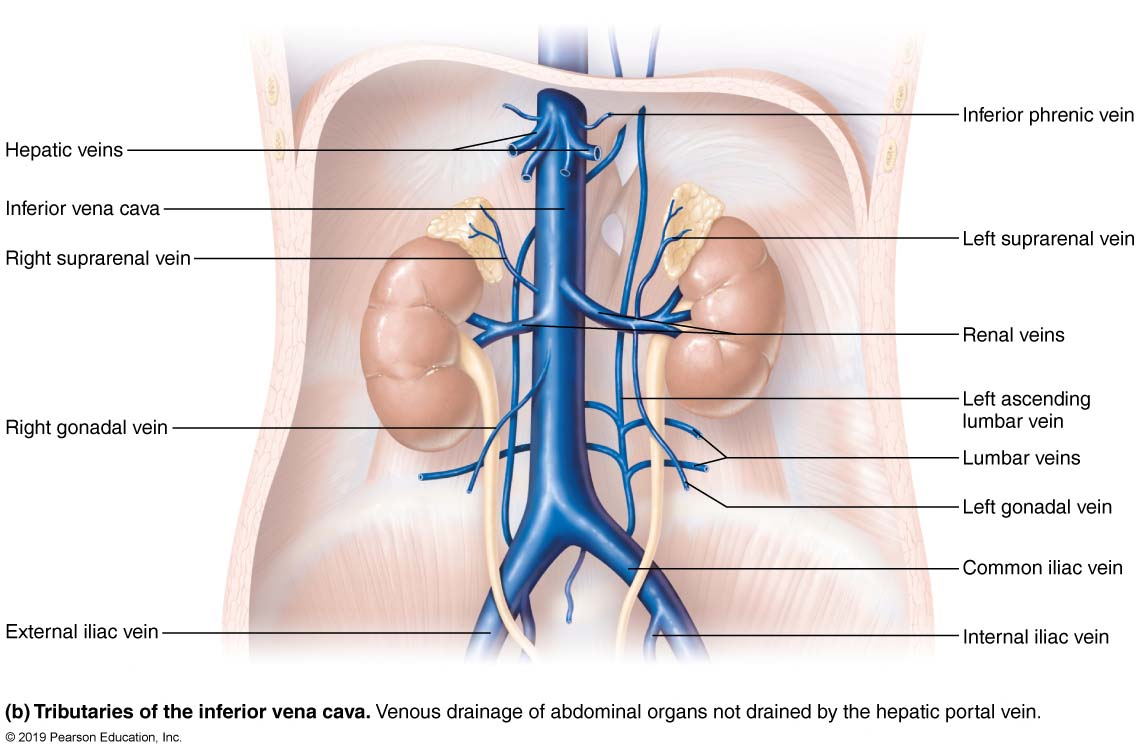 Hepatic veins
Inferior vena cava
Right suprarenal vein
Right gonadal vein
External iliac vein
Inferior phrenic vein
Left suprarenal vein
Renal veins
Left ascending
lumbar vein
Lumbar veins
Left gonadal vein
Common iliac vein
Internal iliac vein
(b) Tributaries of the inferior vena cava. Venous drainage of abdominal organs not drained by the hepatic portal vein.
© 2019 Pearson Education, Inc.